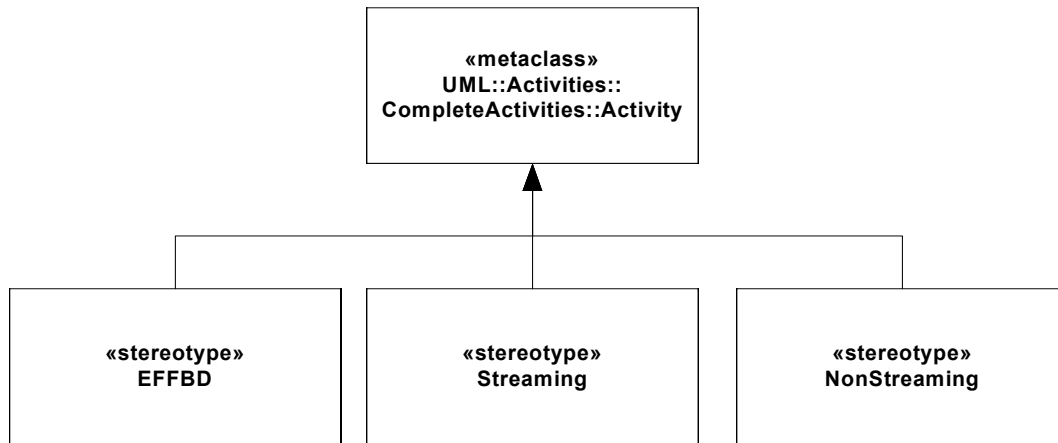 «metaclass»
UML::Activities::
CompleteActivities::Activity
«stereotype»
EFFBD
«stereotype»
Streaming
«stereotype»
NonStreaming